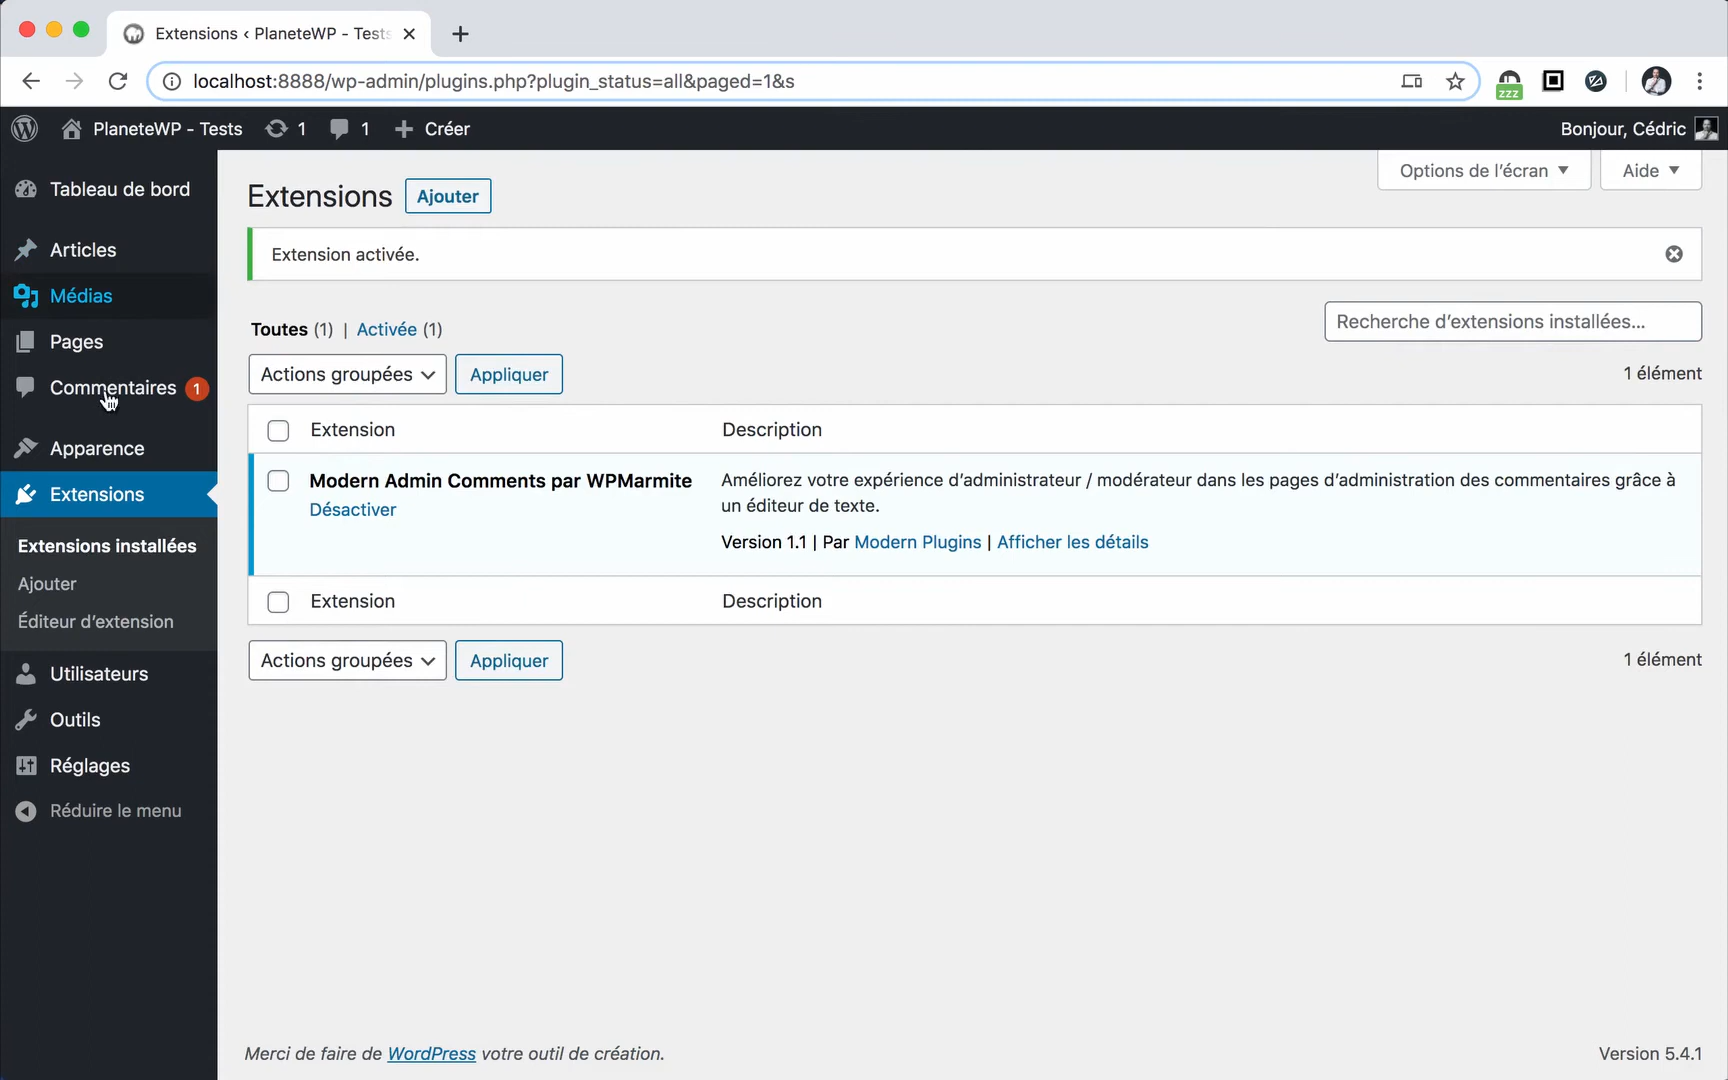 Extensions ‹ PlaneteWP - Tests
localhost:8888/wp-admin/plugins.php?plugin_status=all&paged=1&s
zzz
PlaneteWP - Tests 1 1 Créer
Bonjour, Cédric
Tableau de bord
Articles
Médias
Pages
Commentaires 1
Apparence
Extensions
Extensions installées
Ajouter
Éditeur d’extension
Utilisateurs
Outils
Réglages
Réduire le menu
Options de l’écran
Aide
Extensions Ajouter
Extension activée.
Toutes (1) | Activée (1)
Recherche d’extensions installées...
Actions groupées Appliquer
1 élément
Extension Description
Modern Admin Comments par WPMarmite
Désactiver
Améliorez votre expérience d’administrateur / modérateur dans les pages d’administration des commentaires grâce à
un éditeur de texte.
Version 1.1 | Par Modern Plugins | Afficher les détails
Extension Description
Actions groupées Appliquer
1 élément
Merci de faire de WordPress votre outil de création.
Version 5.4.1